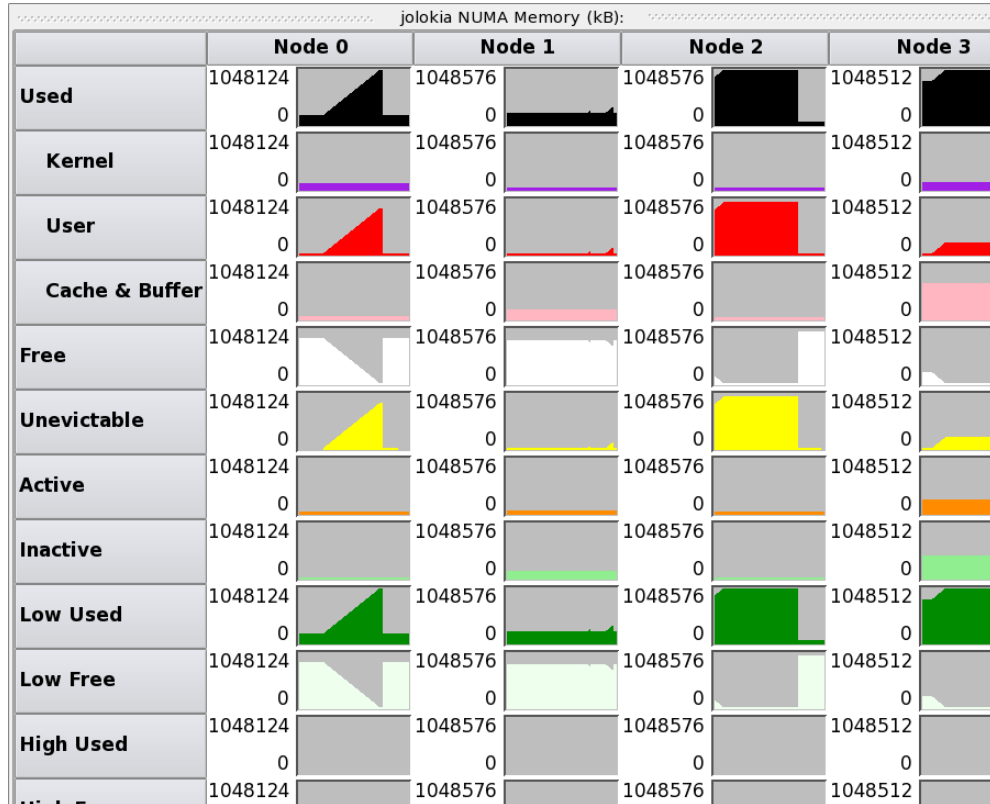 jolokia NUMA Memory (kB):
Node 0 Node 1 Node 2 Node 3
Used 1048124 0 1048576 0 1048576 0 1048512 0
Kernel 1048124 0 1048576 0 1048576 0 1048512 0
User 1048124 0 1048576 0 1048576 0 1048512 0
Cache & Buffer 1048124 0 1048576 0 1048576 0 1048512 0
Free 1048124 0 1048576 0 1048576 0 1048512 0
Unevictable 1048124 0 1048576 0 1048576 0 1048512 0
Active 1048124 0 1048576 0 1048576 0 1048512 0
Inactive 1048124 0 1048576 0 1048576 0 1048512 0
Low Used 1048124 0 1048576 0 1048576 0 1048512 0
Low Free 1048124 0 1048576 0 1048576 0 1048512 0
High Used 1048124 0 1048576 0 1048576 0 1048512 0
1048124 1048576 1048576 1048512